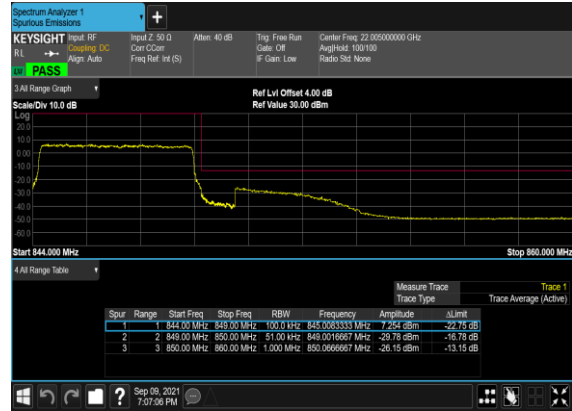 Spectrum Analyzer 1
Spurious Emissions
+
KEYSIGHT Input: RF Input Z: 50 Ω Atten: 40 dB Trig: Free Run Center Freq: 22.005000000 GHz
RL Coupling: DC Corr CCorr Gate: Off Avg|Hold: 100/100
Align: Auto Freq Ref: Int (S) IF Gain: Low Radio Std: None
LM PASS
3 All Range Graph
Ref Lvl Offset 4.00 dB
Scale/Div 10.0 dB Ref Value 30.00 dBm
Log
20.0
10.0
0.00
-10.0
-20.0
-30.0
-40.0
-50.0
-60.0
Start 844.000 MHz Stop 860.000 MHz
4 All Range Table
Measure Trace Trace 1
Trace Type Trace Average (Active)
Spur Range Start Freq Stop Freq RBW Frequency Amplitude ΔLimit
1 1 844.00 MHz 849.00 MHz 100.0 kHz 845.0083333 MHz 7.254 dBm -22.75 dB
2 2 849.00 MHz 850.00 MHz 51.00 kHz 849.0016667 MHz -29.78 dBm -16.78 dB
3 3 850.00 MHz 860.00 MHz 1.000 MHz 850.0666667 MHz -26.15 dBm -13.15 dB
? Sep 09, 2021
7:07:06 PM